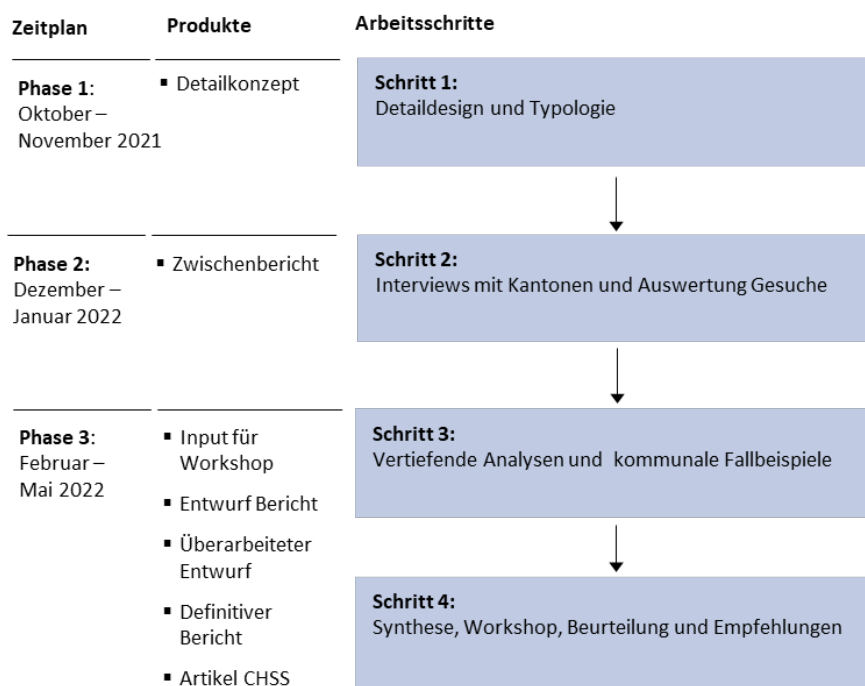 Zeitplan
Produkte
Arbeitsschritte
Phase 1:
Oktober –
November 2021
▪ Detailkonzept
Schritt 1:
Detaildesign und Typologie
Phase 2:
Dezember –
Januar 2022
▪ Zwischenbericht
Schritt 2:
Interviews mit Kantonen und Auswertung Gesuche
Phase 3:
Februar –
Mai 2022
▪ Input für
Workshop
▪ Entwurf Bericht
▪ Überarbeiteter
Entwurf
▪ Definitiver
Bericht
▪ Artikel CHSS
Schritt 3:
Vertiefende Analysen und kommunale Fallbeispiele
Schritt 4:
Synthese, Workshop, Beurteilung und Empfehlungen